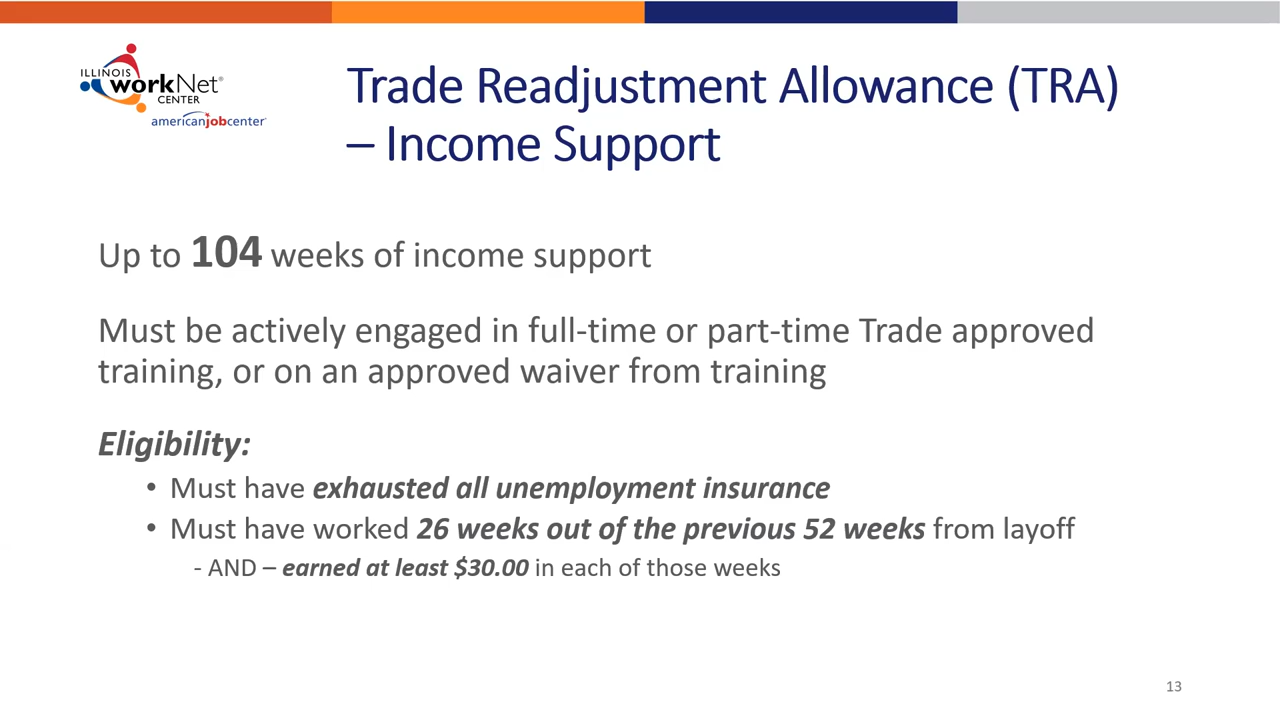 ILLINOIS
workNet®
CENTER
americanjobcenter
Trade Readjustment Allowance (TRA)
– Income Support
Up to 104 weeks of income support
Must be actively engaged in full-time or part-time Trade approved
training, or on an approved waiver from training
Eligibility:
• Must have exhausted all unemployment insurance
• Must have worked 26 weeks out of the previous 52 weeks from layoff
- AND – earned at least $30.00 in each of those weeks
13